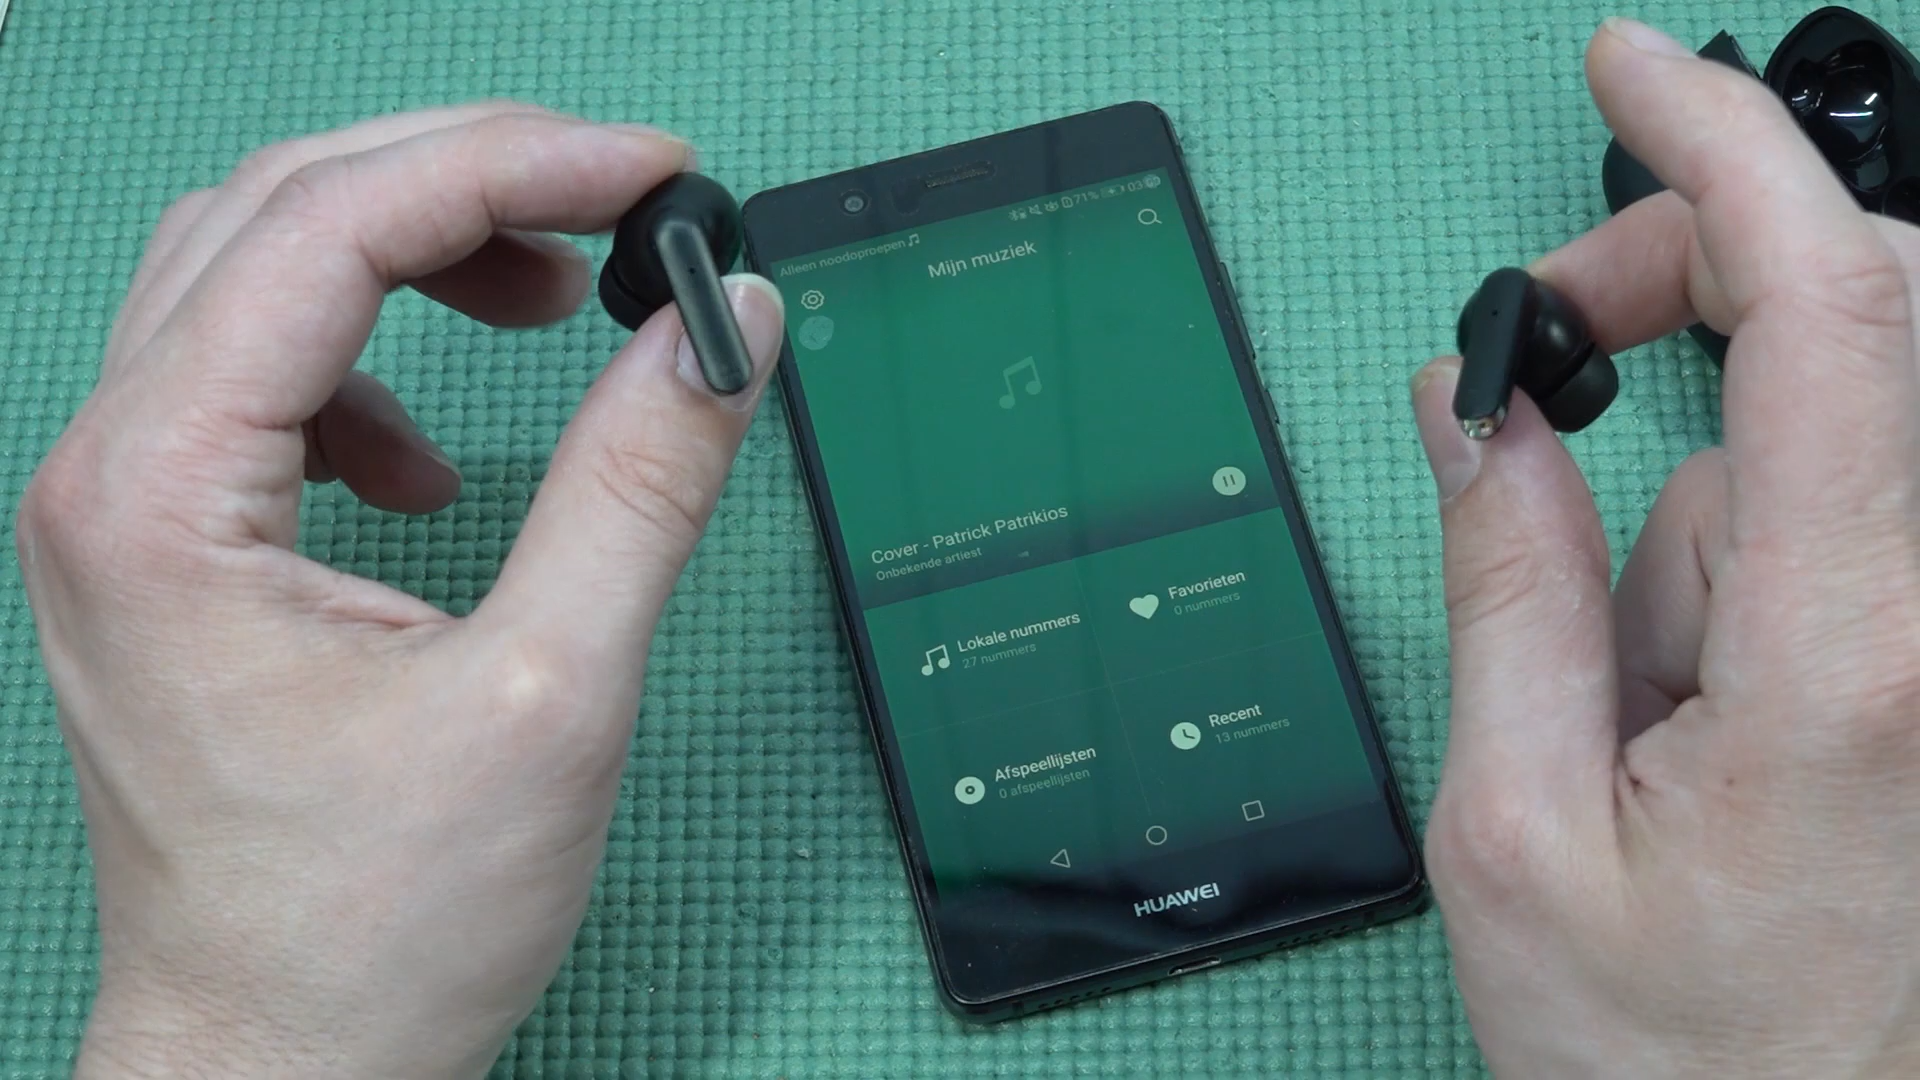 Alleen noodoproepen
71%
Mijn muziek
Cover - Patrick Patrikios
Onbekende artiest
Lokale nummers
27 nummers
Favorieten
0 nummers
Afspeellijsten
0 afspeellijsten
Recent
13 nummers
HUAWEI